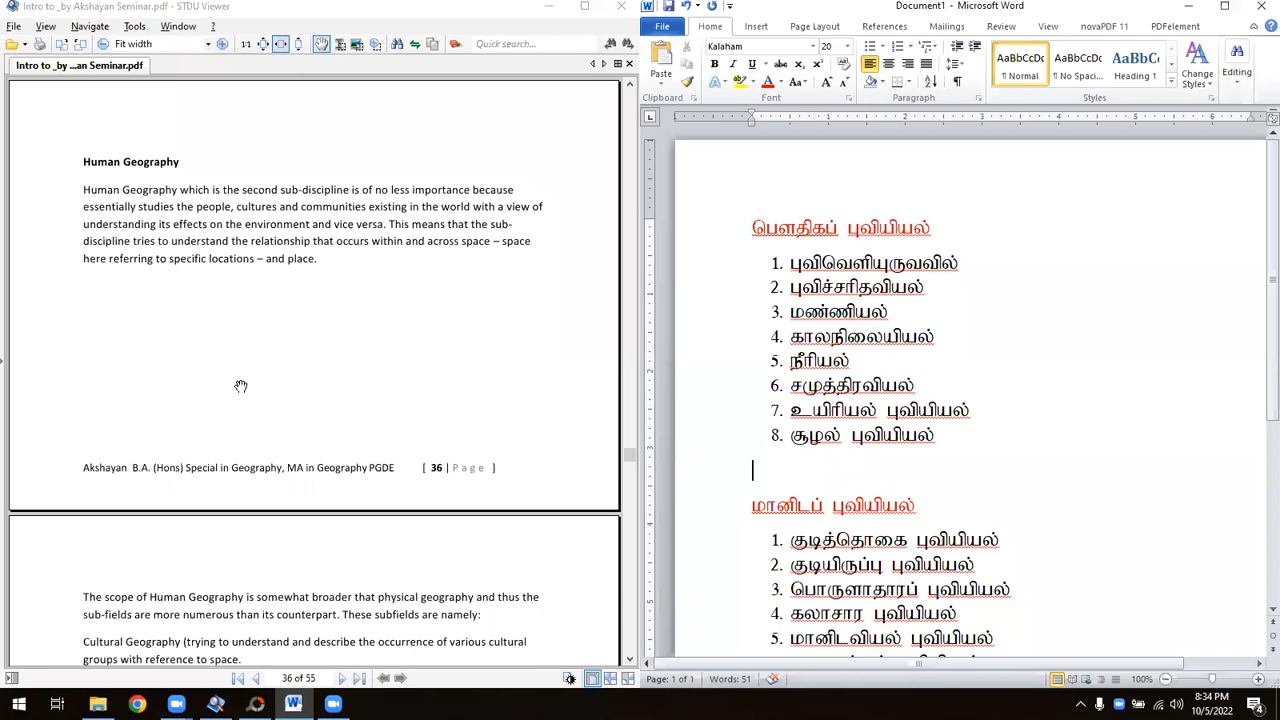 Intro to _by Akshayan Seminar.pdf - STDU Viewer
File View Navigate Tools ?
Fit width
1:1
Quick search...
Intro to _by ...an Seminar.pdf
Human Geography
Human Geography which is the second sub-discipline is of no less importance because
essentially studies the people, cultures and communities existing in the world with a view of
understanding its effects on the environment and vice versa. This means that the sub-
discipline tries to understand the relationship that occurs within and across space – space
here referring to specific locations – and place.
Akshayan B.A. (Hons) Special in Geography, MA in Geography PGDE [ 36 | Page ]
The scope of Human Geography is somewhat broader that physical geography and thus the
sub-fields are more numerous than its counterpart. These subfields are namely:
Cultural Geography (trying to understand and describe the occurrence of various cultural
groups with reference to space.
36 of 55
Document1 - Microsoft Word
File Home Insert Page Layout References Mailings Review View novaPDF 11 PDFelement
Paste
Clipboard
Kalaham 20
B I U abc X₂ X²
A Aa A A
Font
Paragraph
AaBbCcDc AaBbCcDc AaBbC
¶ Normal ¶ No Spaci... Heading 1
Change Styles
Styles
Editing
1 2 3 4 5 6
பௌதிகப் புவியியல்
1. புவிவெளியுருவவில்
2. புவிச்சரிதவியல்
3. மண்ணியல்
4. காலநிலையியல்
5. நீரியல்
6. சமுத்திரவியல்
7. உயிரியல் புவியியல்
8. சூழல் புவியியல்
மானிடப் புவியியல்
1. குடித்தொகை புவியியல்
2. குடியிருப்பு புவியியல்
3. பொருளாதாரப் புவியியல்
4. கலாசார புவியியல்
5. மானிடவியல் புவியியல்
Page: 1 of 1 Words: 51
100%
8:34 PM
10/5/2022